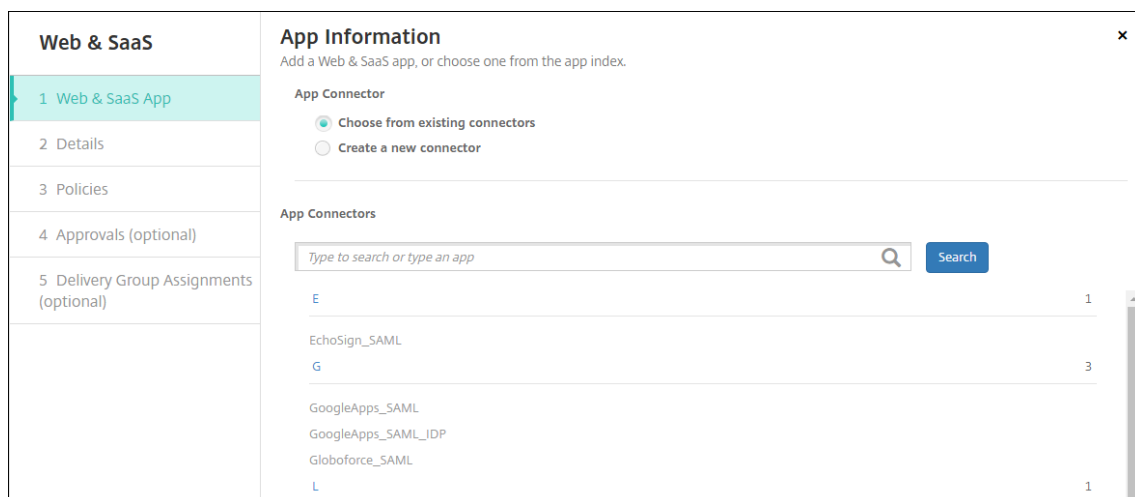 Web & SaaS
1 Web & SaaS App
2 Details
3 Policies
4 Approvals (optional)
5 Delivery Group Assignments
(optional)
App Information
×
Add a Web & SaaS app, or choose one from the app index.
App Connector
Choose from existing connectors
Create a new connector
App Connectors
Type to search or type an app
Search
E 1
EchoSign_SAML
G 3
GoogleApps_SAML
GoogleApps_SAML_IDP
Globoforce_SAML
L 1